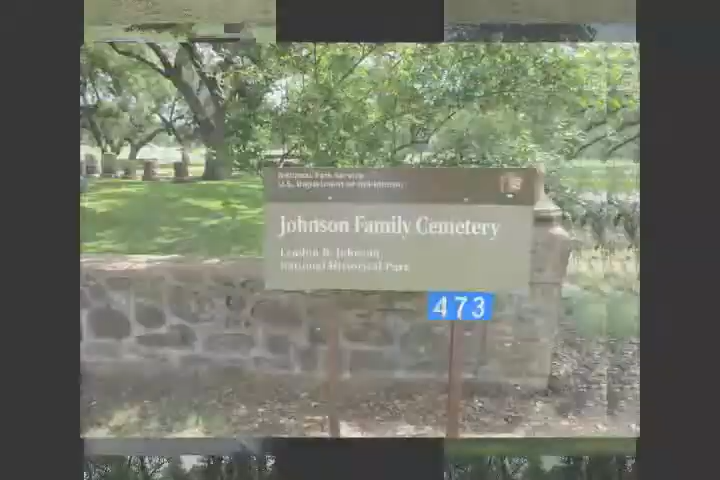 National Park Service
U.S. Department of the Interior
Johnson Family Cemetery
Lyndon B. Johnson
National Historical Park
473